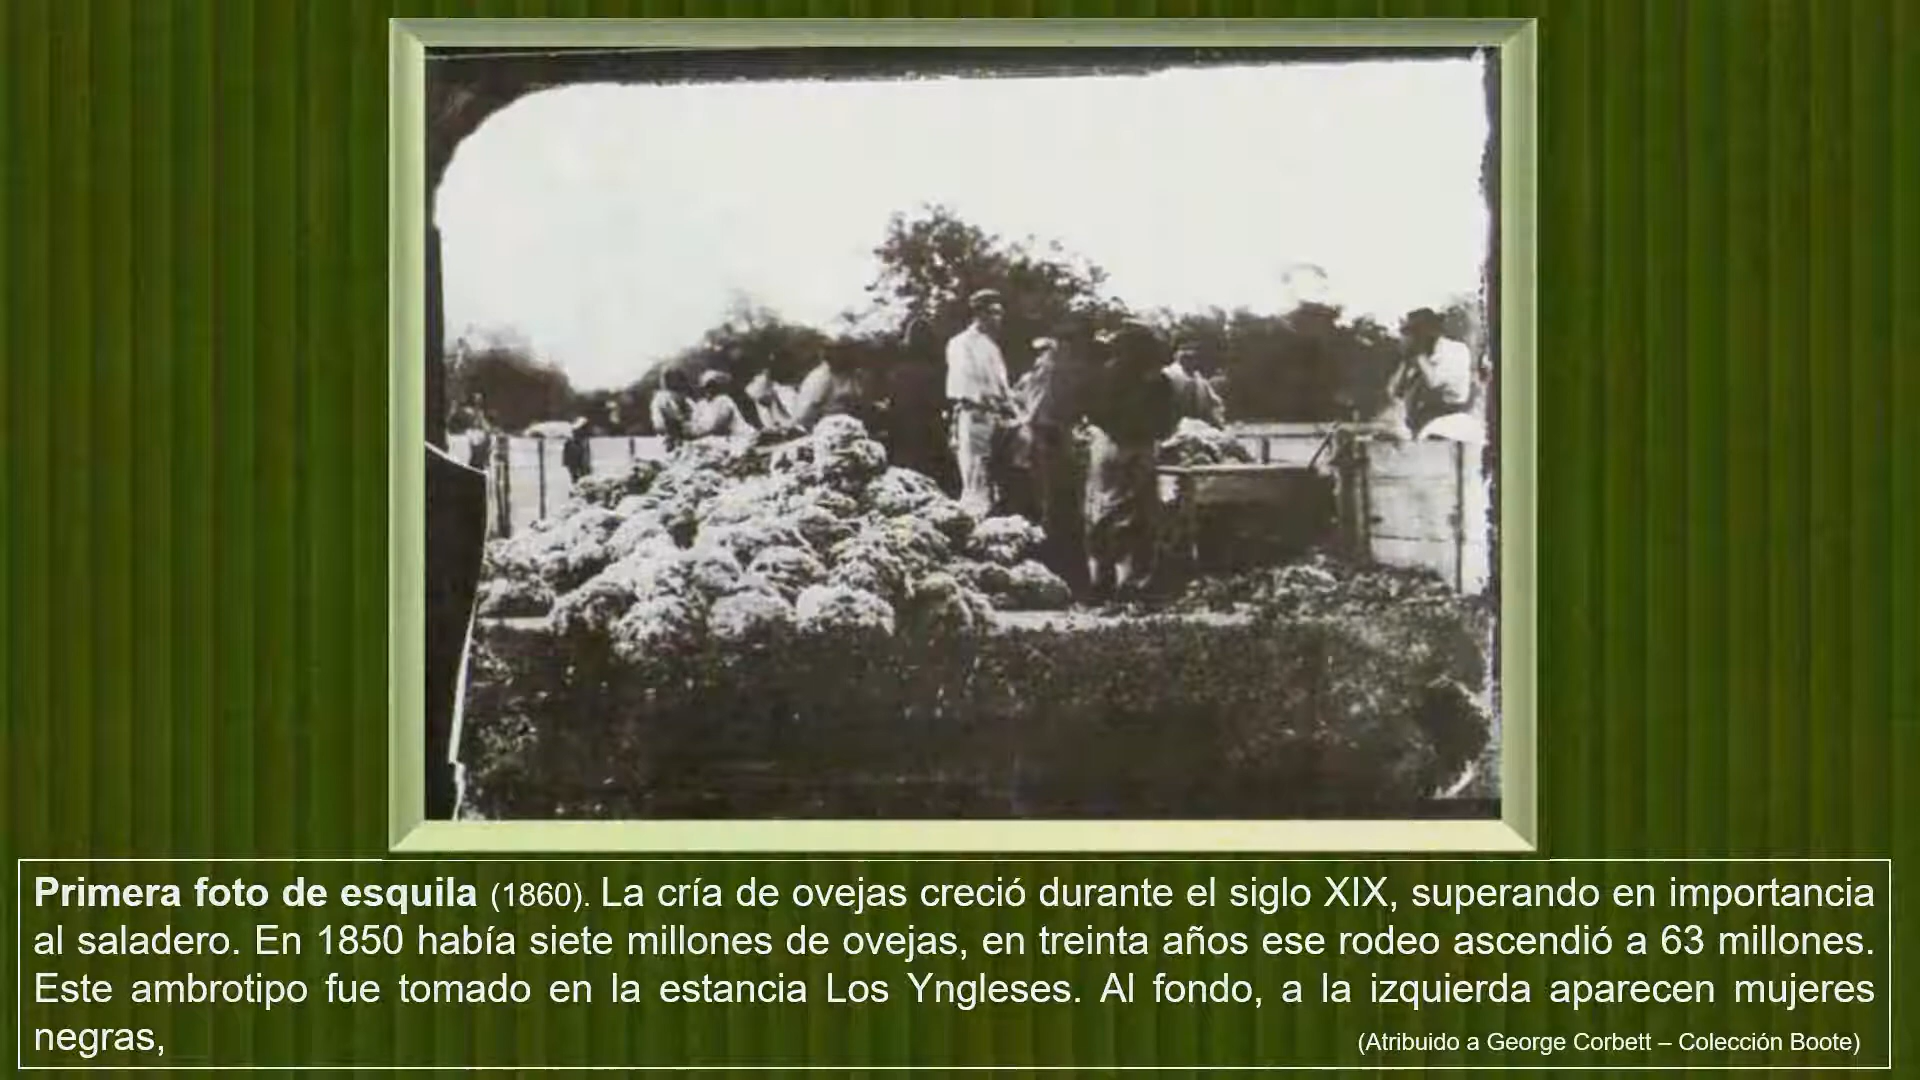 Primera foto de esquila (1860). La cría de ovejas creció durante el siglo XIX, superando en importancia
al saladero. En 1850 había siete millones de ovejas, en treinta años ese rodeo ascendió a 63 millones.
Este ambrotipo fue tomado en la estancia Los Yngleses. Al fondo, a la izquierda aparecen mujeres
negras,
(Atribuido a George Corbett – Colección Boote)